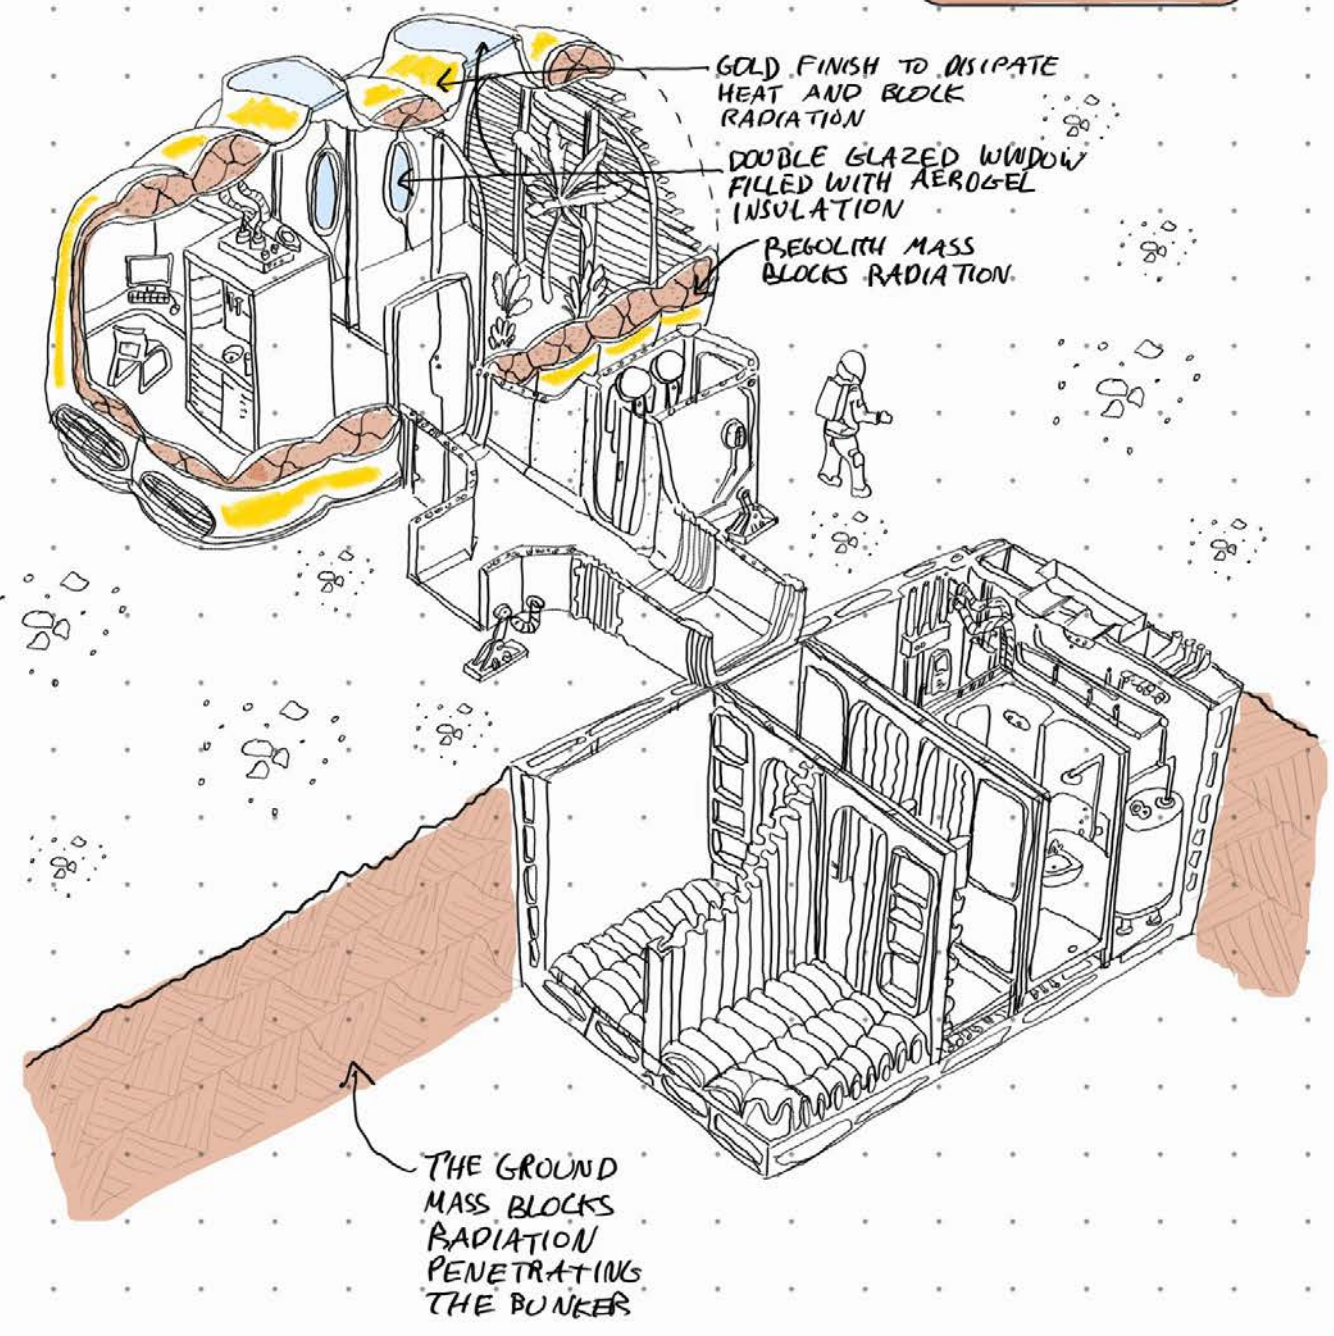 GOLD FINISH TO DISIPATE
HEAT AND BLOCK
RADIATION
DOUBLE GLAZED WINDOW
FILLED WITH AEROGEL
INSULATION
REGOLITH MASS
BLOCKS RADIATION
THE GROUND
MASS BLOCKS
RADIATION
PENETRATING
THE BUNKER